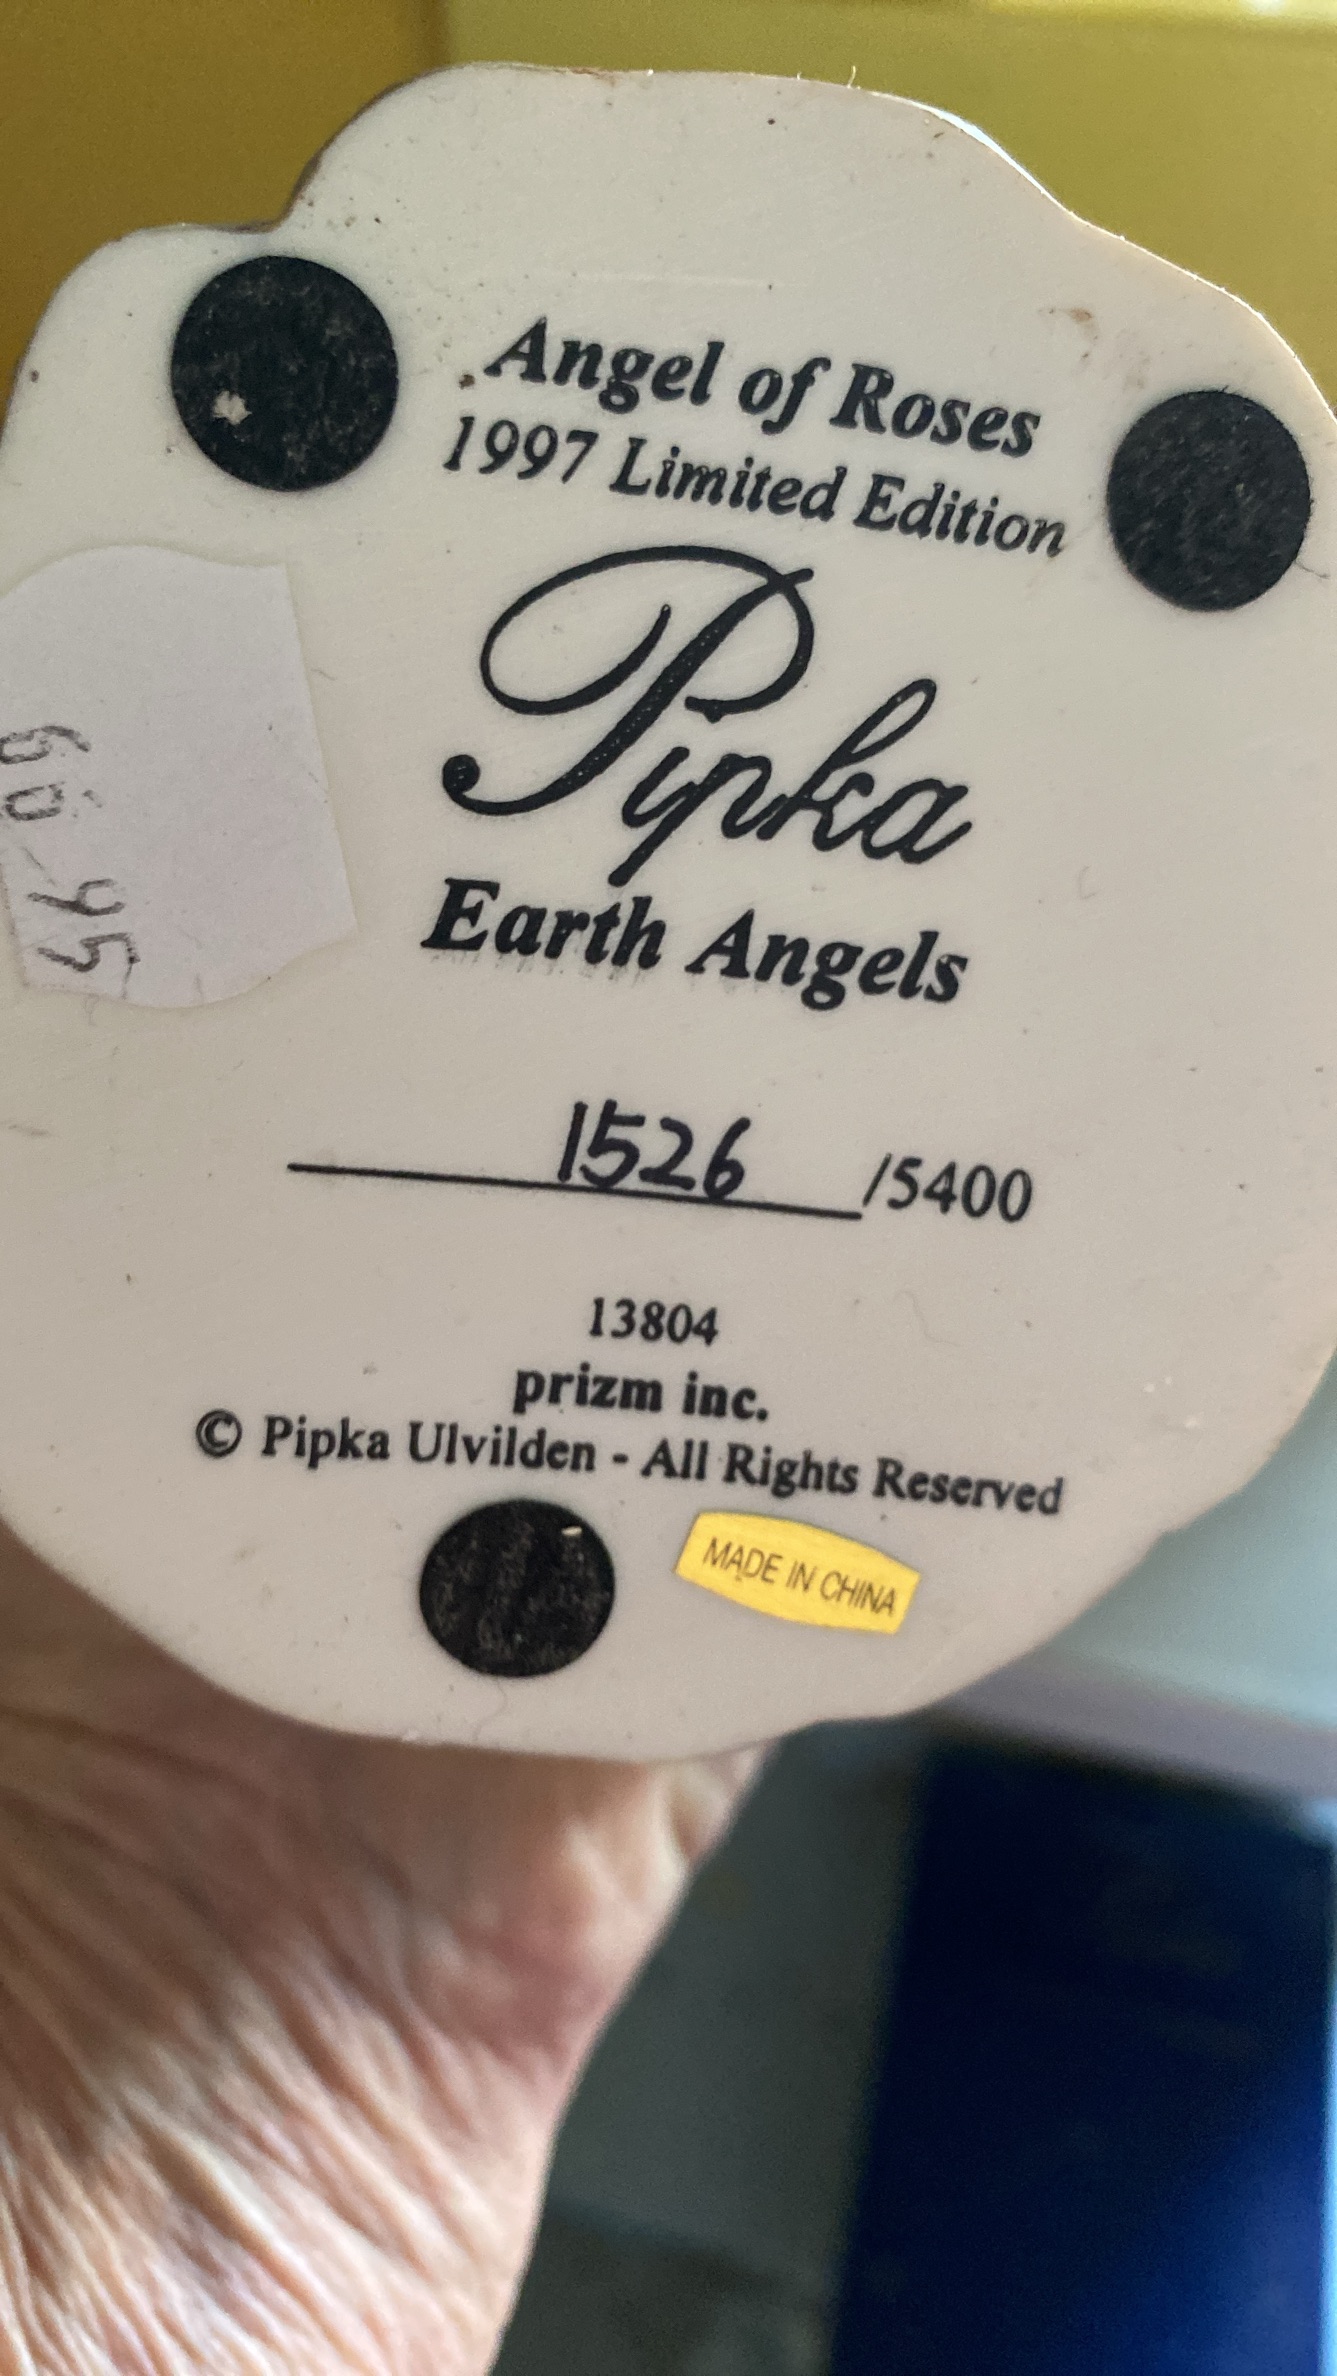 Angel of Roses
1997 Limited Edition
Pipka
Earth Angels
1526 /5400
13804
prizm inc.
© Pipka Ulvilden - All Rights Reserved
MADE IN CHINA